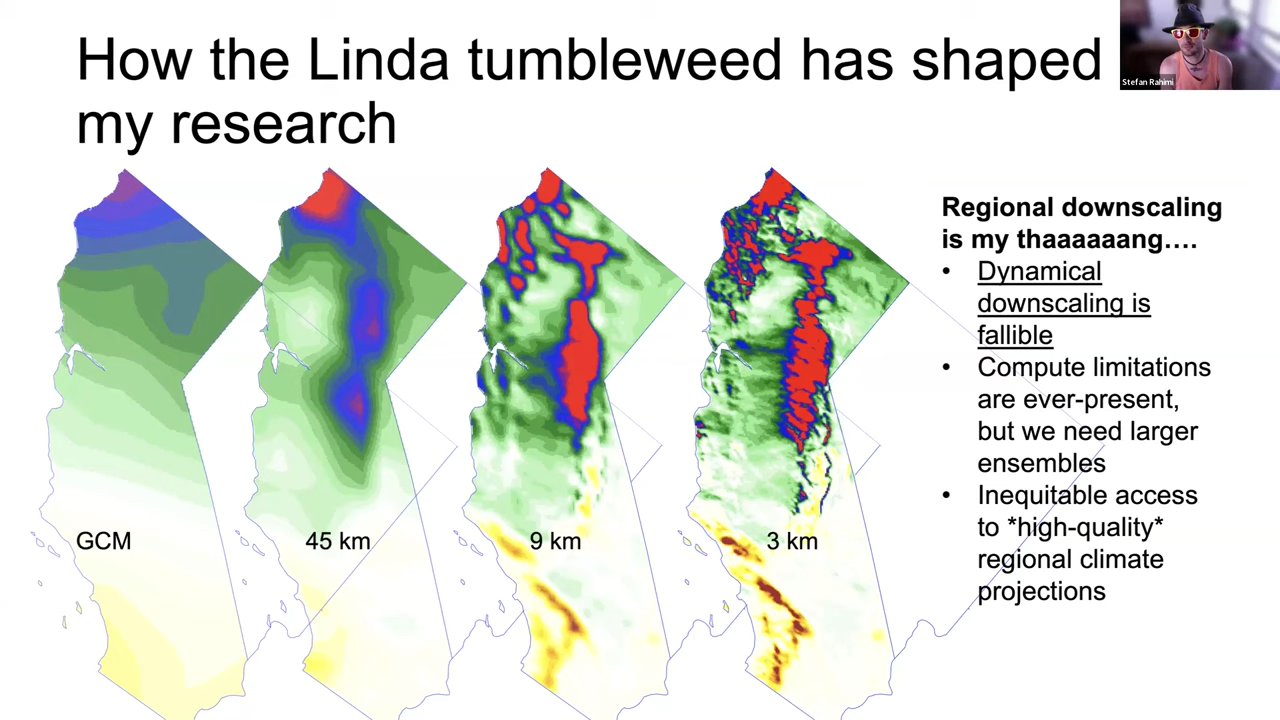 How the Linda tumbleweed has shaped
my research
Stefan Rahimi
Regional downscaling
is my thaaaaaang....
• Dynamical
downscaling is
fallible
• Compute limitations
are ever-present,
but we need larger
ensembles
• Inequitable access
to *high-quality*
regional climate
projections
GCM
45 km
9 km
3 km